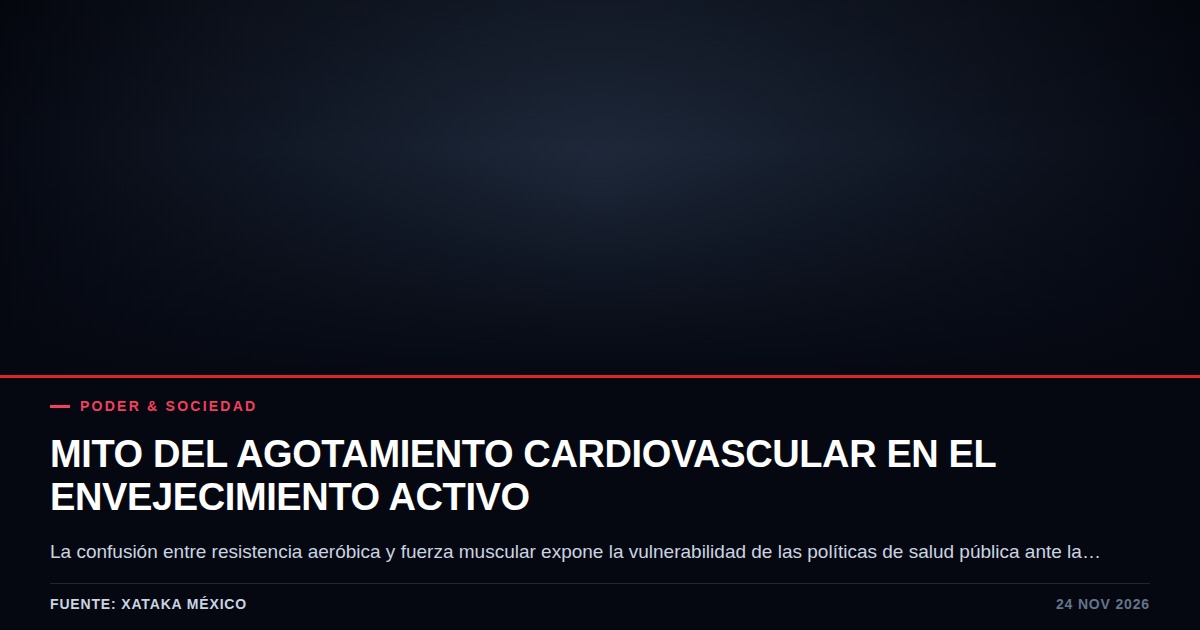 PODER & SOCIEDAD
MITO DEL AGOTAMIENTO CARDIOVASCULAR EN EL
ENVEJECIMIENTO ACTIVO
La confusión entre resistencia aeróbica y fuerza muscular expone la vulnerabilidad de las políticas de salud pública ante la…
FUENTE: XATAKA MÉXICO
24 NOV 2026